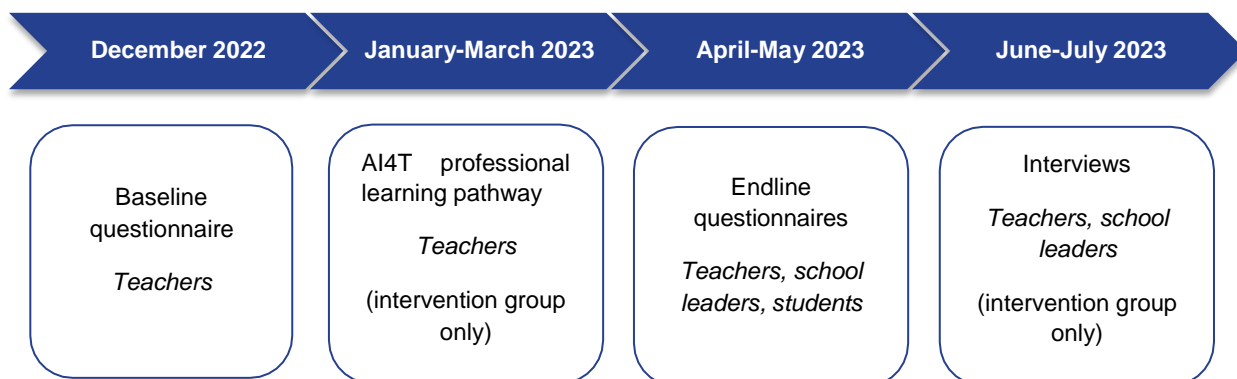 December 2022
January-March 2023
April-May 2023
June-July 2023
Baseline
questionnaire
Teachers
AI4T professional
learning pathway
Teachers
(intervention group
only)
Endline
questionnaires
Teachers, school
leaders, students
Interviews
Teachers, school
leaders
(intervention group
only)